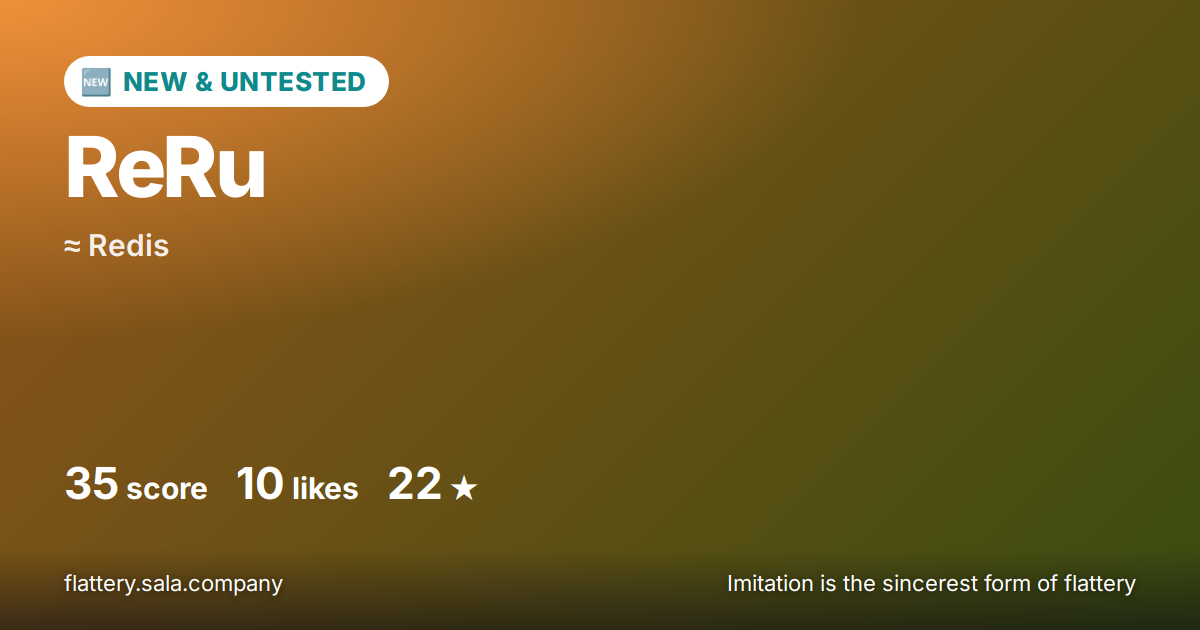 🆕 NEW & UNTESTED
ReRu
≈ Redis
35 score 10 likes 22 ★
flattery.sala.company
Imitation is the sincerest form of flattery